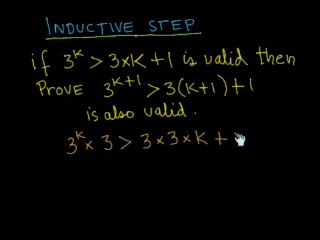 INDUCTIVE STEP
if 3^K > 3×K+1 is valid then
Prove 3^{K+1} > 3(K+1)+1
is also valid.
3^K × 3 > 3×3×K +